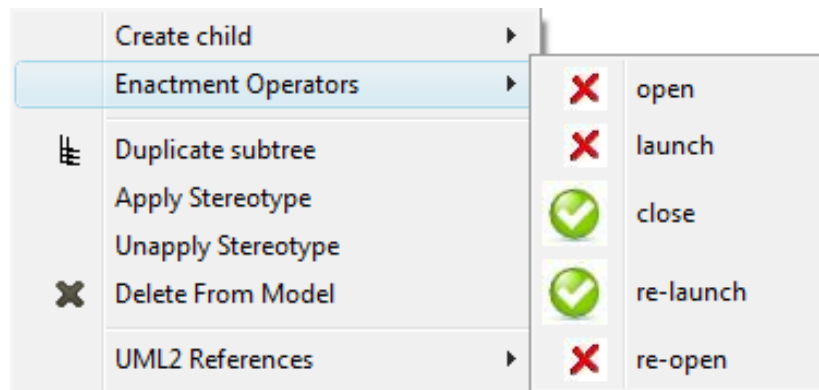 Create child
Enactment Operators
Duplicate subtree
Apply Stereotype
Unapply Stereotype
Delete From Model
UML2 References
open
launch
close
re-launch
re-open